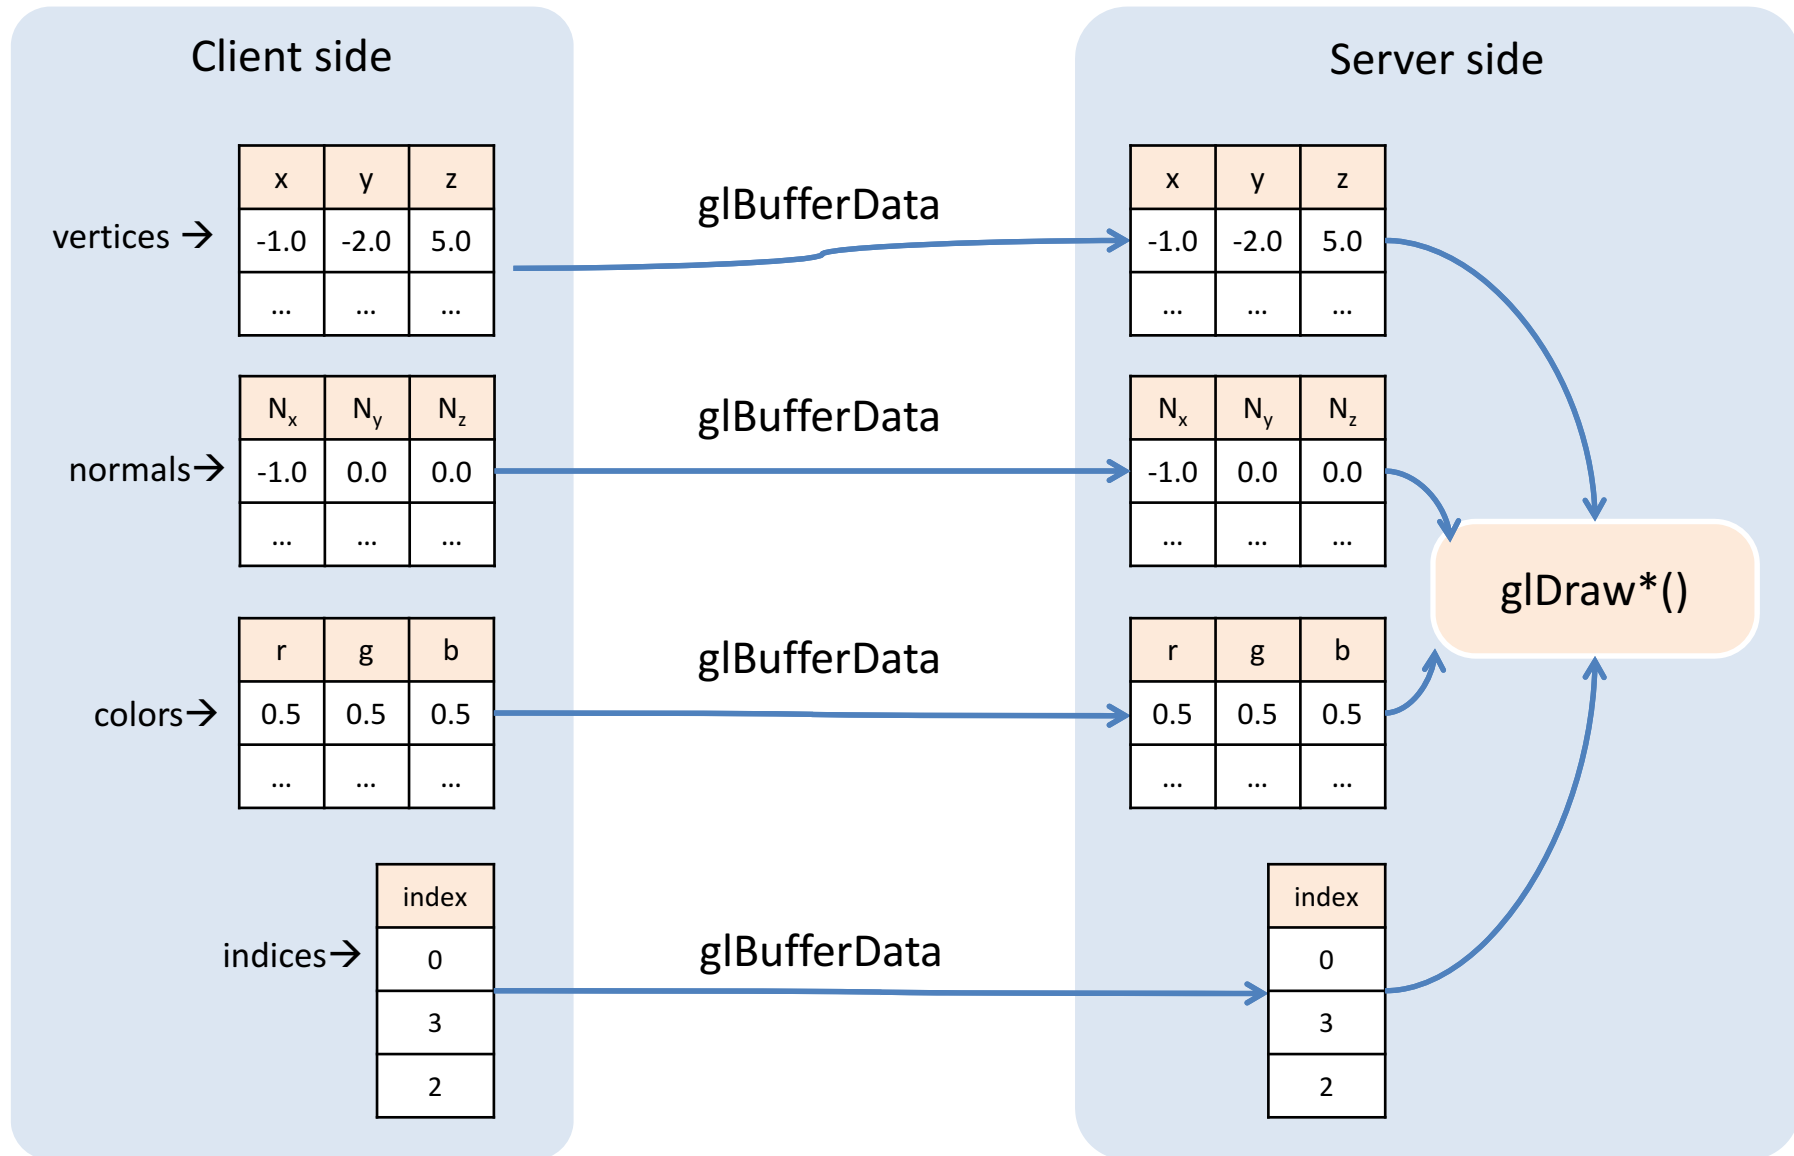 Client side
Server side
vertices →
x y z
-1.0 -2.0 5.0
... ... ...
glBufferData
x y z
-1.0 -2.0 5.0
... ... ...
normals→
Nx Ny Nz
-1.0 0.0 0.0
... ... ...
glBufferData
Nx Ny Nz
-1.0 0.0 0.0
... ... ...
glDraw*()
colors→
r g b
0.5 0.5 0.5
... ... ...
glBufferData
r g b
0.5 0.5 0.5
... ... ...
indices→
index
0
3
2
glBufferData
index
0
3
2